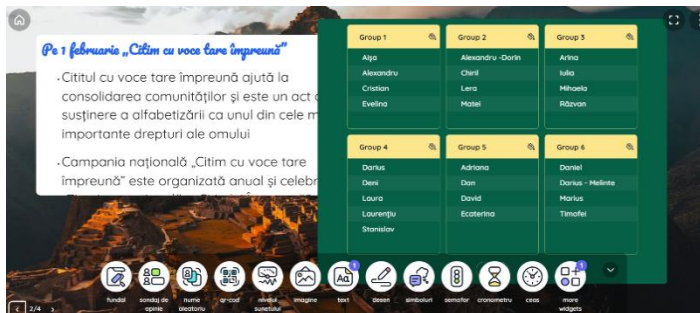 Pe 1 februarie „Citim cu voce tare împreună”
Cititul cu voce tare împreună ajută la
consolidarea comunităților și este un act
susținere a alfabetizării ca unul din cele
importante drepturi ale omului
Campania națională „Citim cu voce tare
împreună” este organizată anual și
Group 1
Alga
Alexandru
Cristian
Evelina
Group 2
Alexandru -Dorin
Chiril
Lera
Matei
Group 3
Arina
Iulia
Mihaela
Răzvan
Group 4
Darius
Deni
Laura
Laurențiu
Stanislav
Group 5
Adriana
Dan
David
Ecaterina
Group 6
Daniel
Darius - Melinte
Marius
Timofei
fundal
sondaj de
opinie
nume
aleatoriu
qr-cod
nivelul
sunetului
imagine
text
desen
simboluri
semafor
cronometru
ceas
more
widgets
1
1
2/4